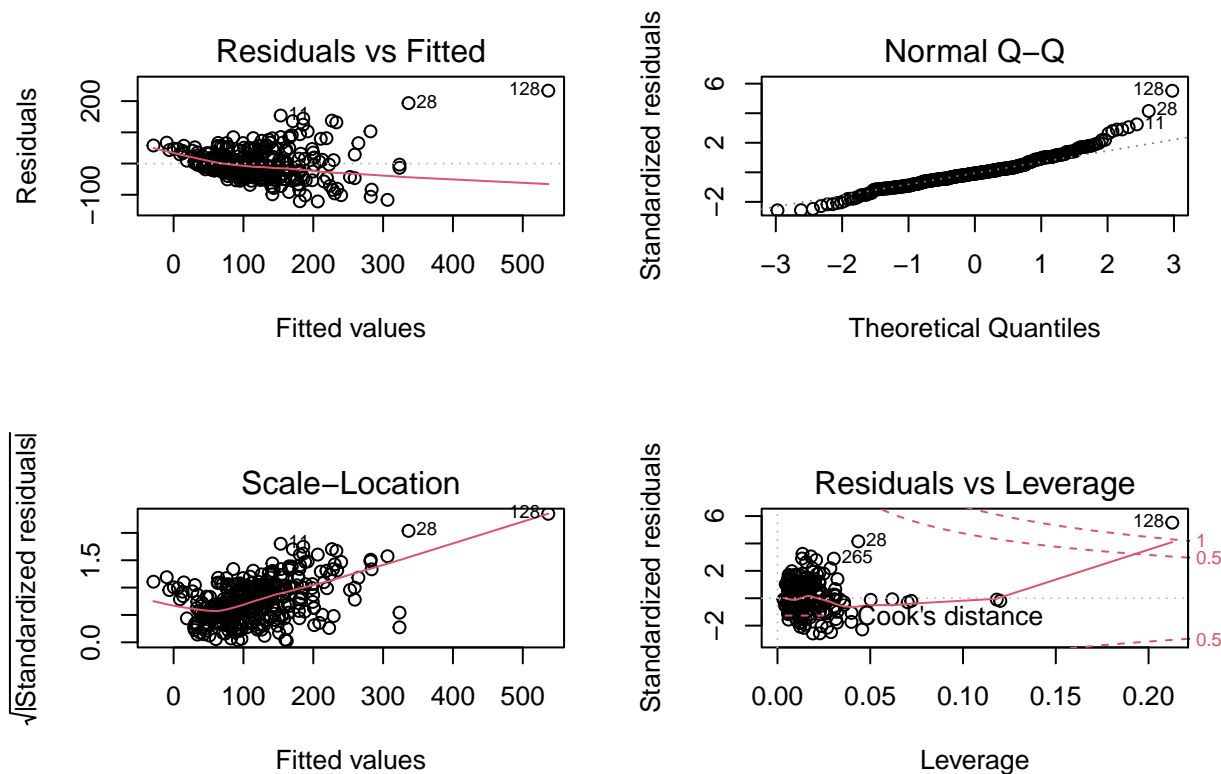 Residuals vs Fitted
Residuals
−100
200
128
28
11
0 100 200 300 400 500
Fitted values
Normal Q−Q
Standardized residuals
−2
2
6
128
28
11
−3 −2 −1 0 1 2 3
Theoretical Quantiles
Scale−Location
√|Standardized residuals|
0.0
1.5
128
28
11
0 100 200 300 400 500
Fitted values
Residuals vs Leverage
Standardized residuals
−2
2
6
128
28
265
1
0.5
0.5
Cook's distance
0.00 0.05 0.10 0.15 0.20
Leverage